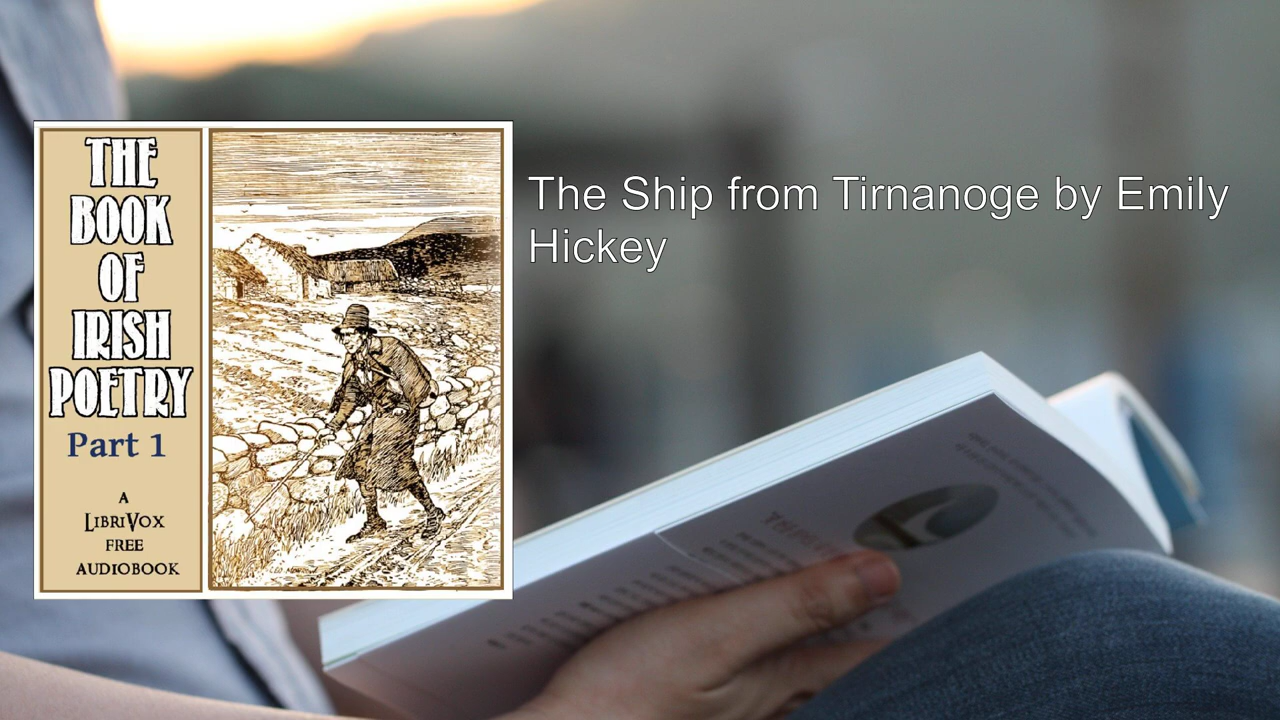 THE
BOOK
OF
IRISH
POETRY
Part 1
A
LIBRIVOX
FREE
AUDIOBOOK
The Ship from Tirnanoge by Emily
Hickey